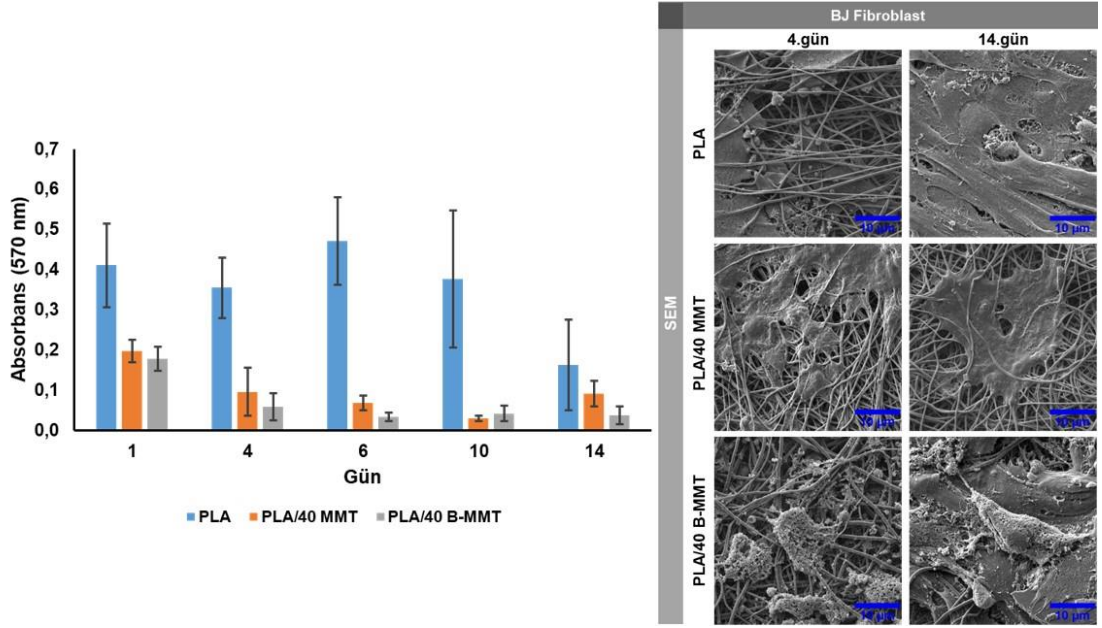 0,7
0,6
0,5
0,4
0,3
0,2
0,1
0,0
Absorbans (570 nm)
1 4 6 10 14
Gün
PLA PLA/40 MMT PLA/40 B-MMT
BJ Fibroblast
4.gün 14.gün
SEM
PLA
10 µm 10 µm
PLA/40 MMT
10 µm 10 µm
PLA/40 B-MMT
10 µm 10 µm